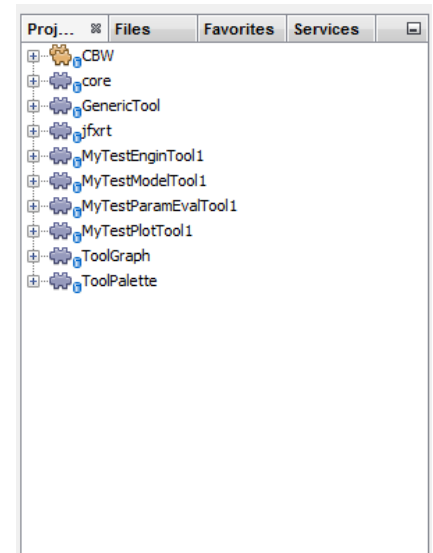 Proj... Files Favorites Services
CBW
core
GenericTool
jfxrt
MyTestEnginTool1
MyTestModelTool1
MyTestParamEvalTool1
MyTestPlotTool1
ToolGraph
ToolPalette